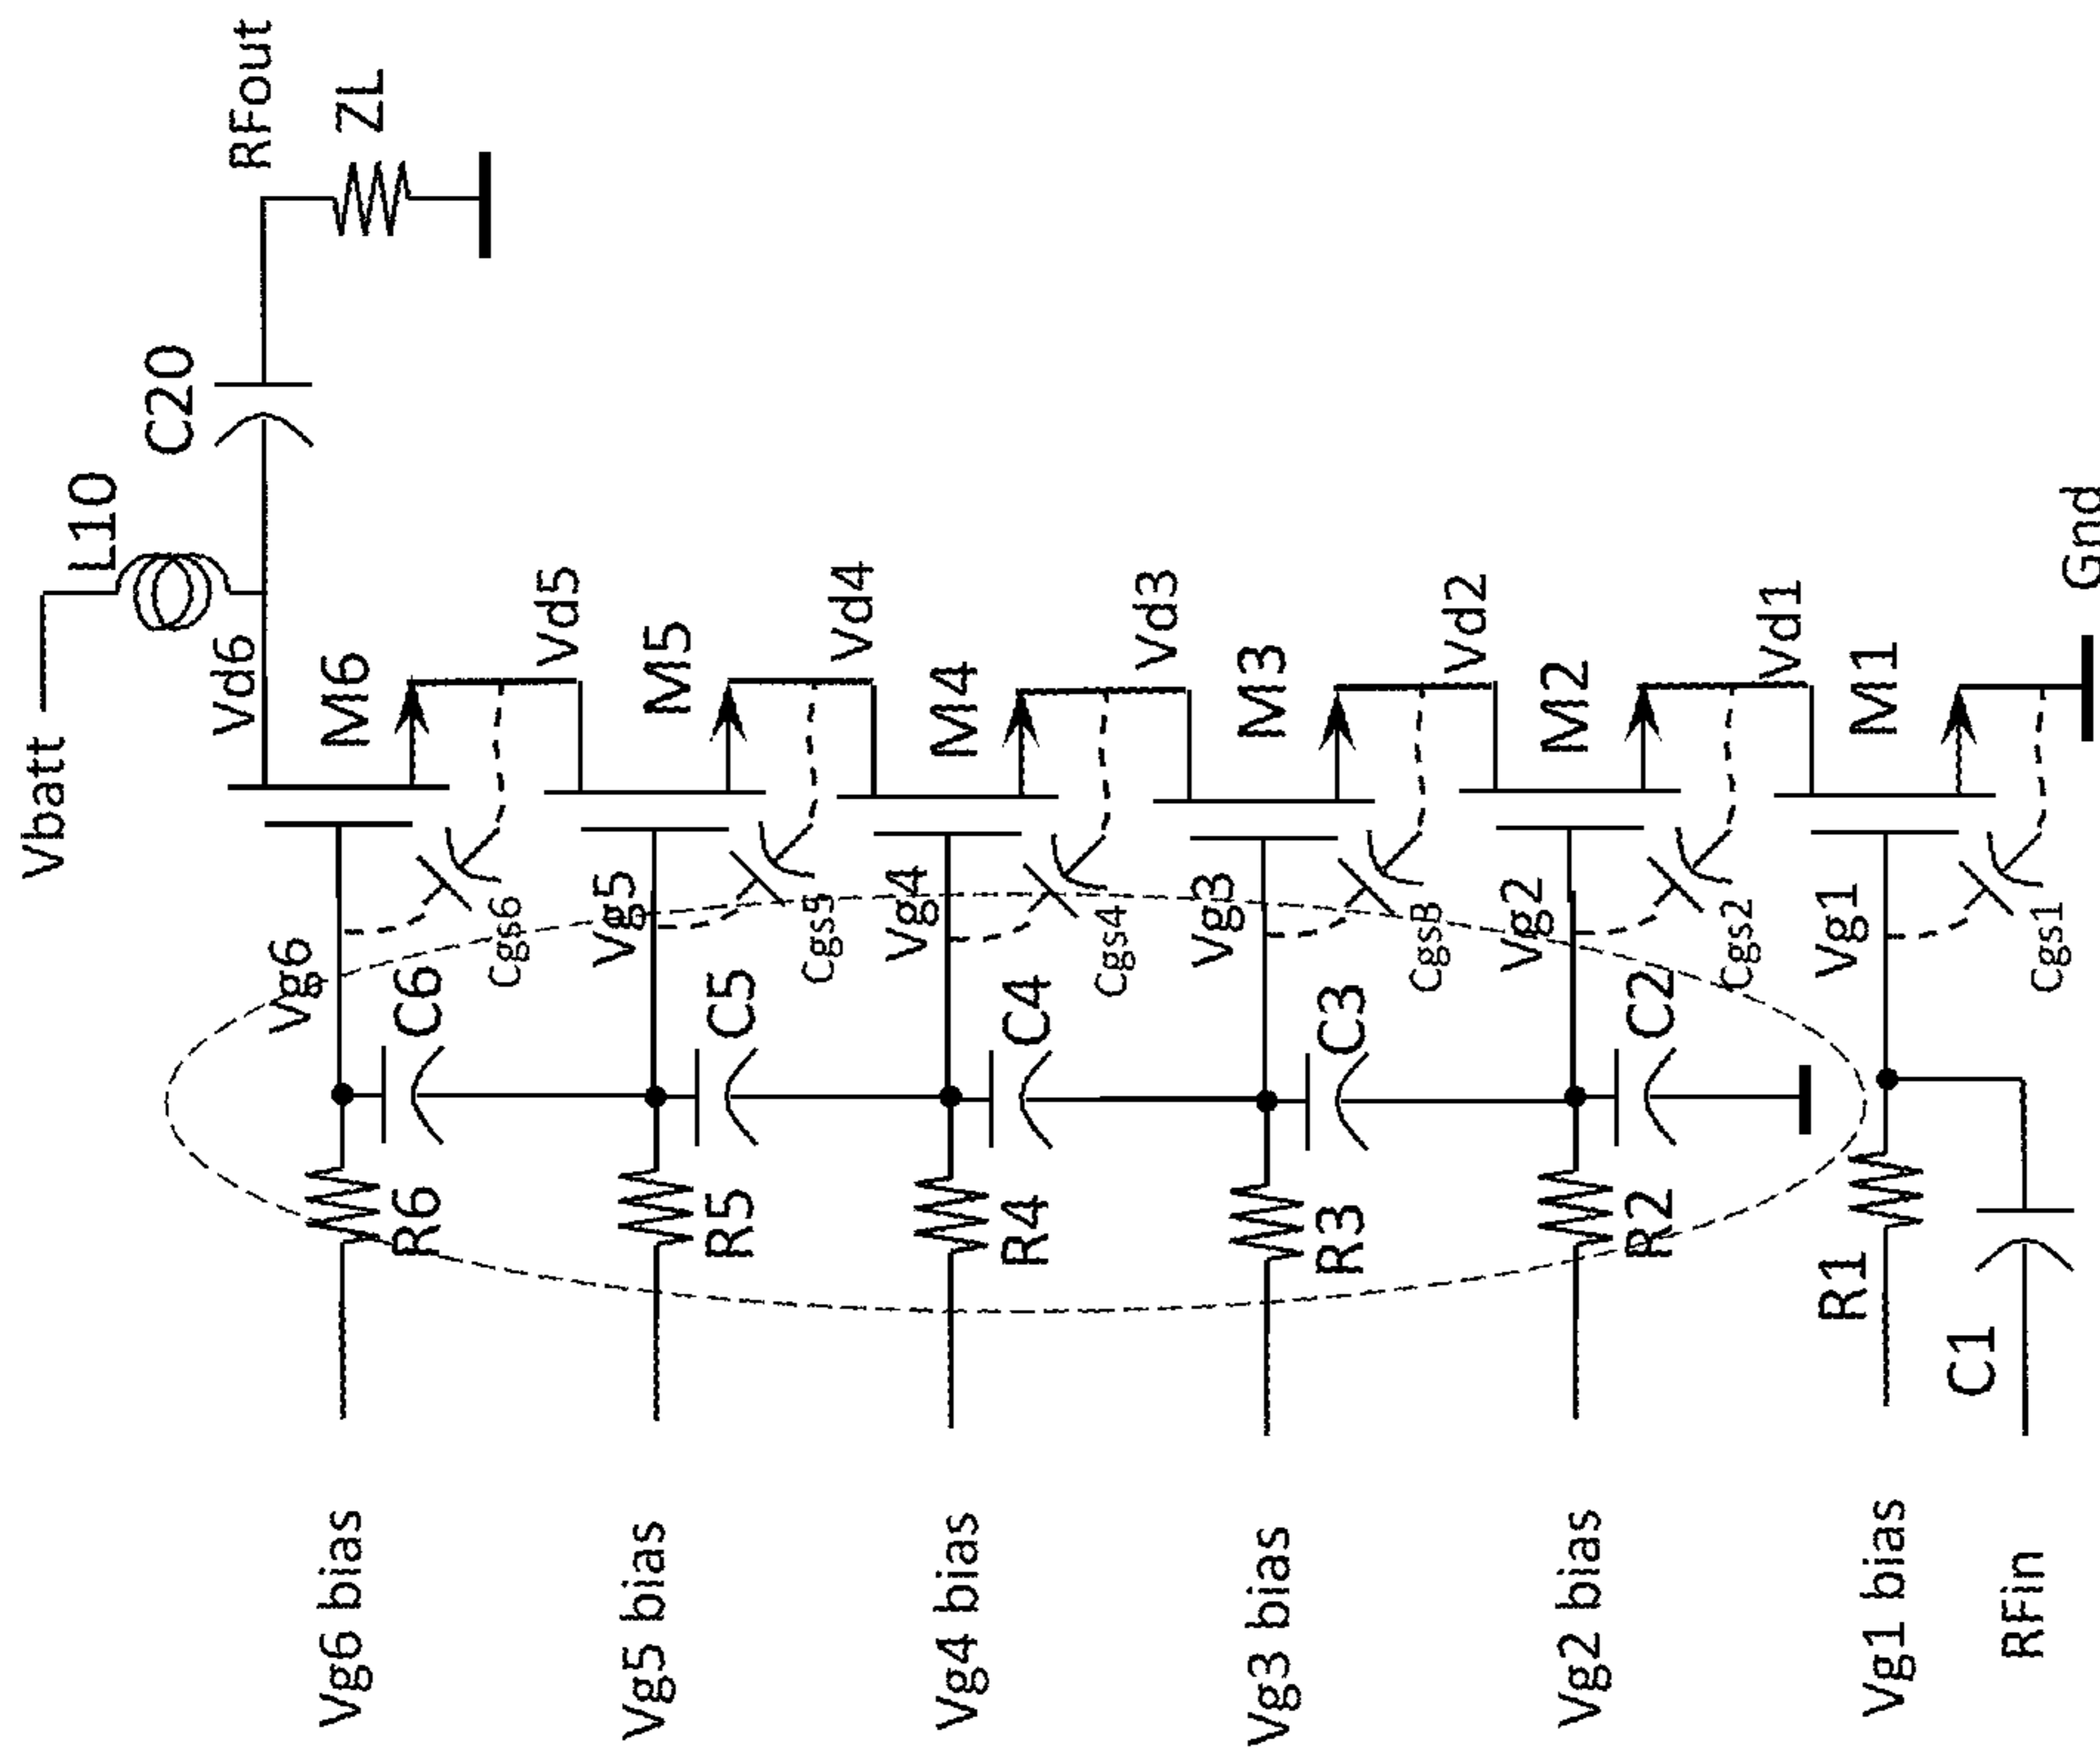 Vbatt
L10
C20
RFout
ZL
Vd6
M6
Vg6
Vg6 bias
R6
C6
Cgs6
Vd5
M5
Vg5
Vg5 bias
R5
C5
Cgs5
Vd4
M4
Vg4
Vg4 bias
R4
C4
Cgs4
Vd3
M3
Vg3
Vg3 bias
R3
C3
Cgs3
Vd2
M2
Vg2
Vg2 bias
R2
C2
Cgs2
Vd1
M1
Vg1
Vg1 bias
R1
Cgs1
C1
RFin
Gnd